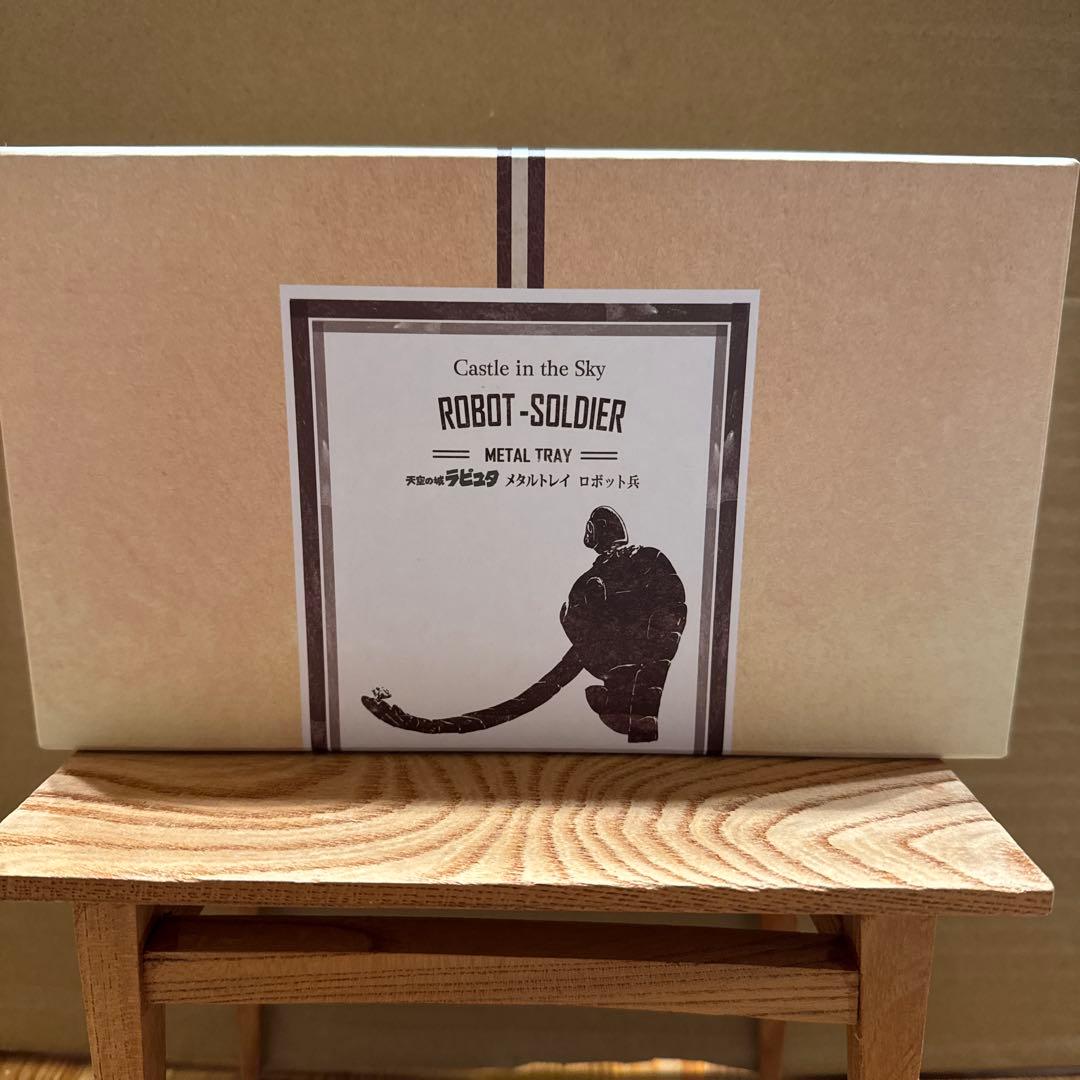 Castle in the Sky
ROBOT-SOLDIER
METAL TRAY
天空の城ラピュタ メタルトレイ ロボット兵